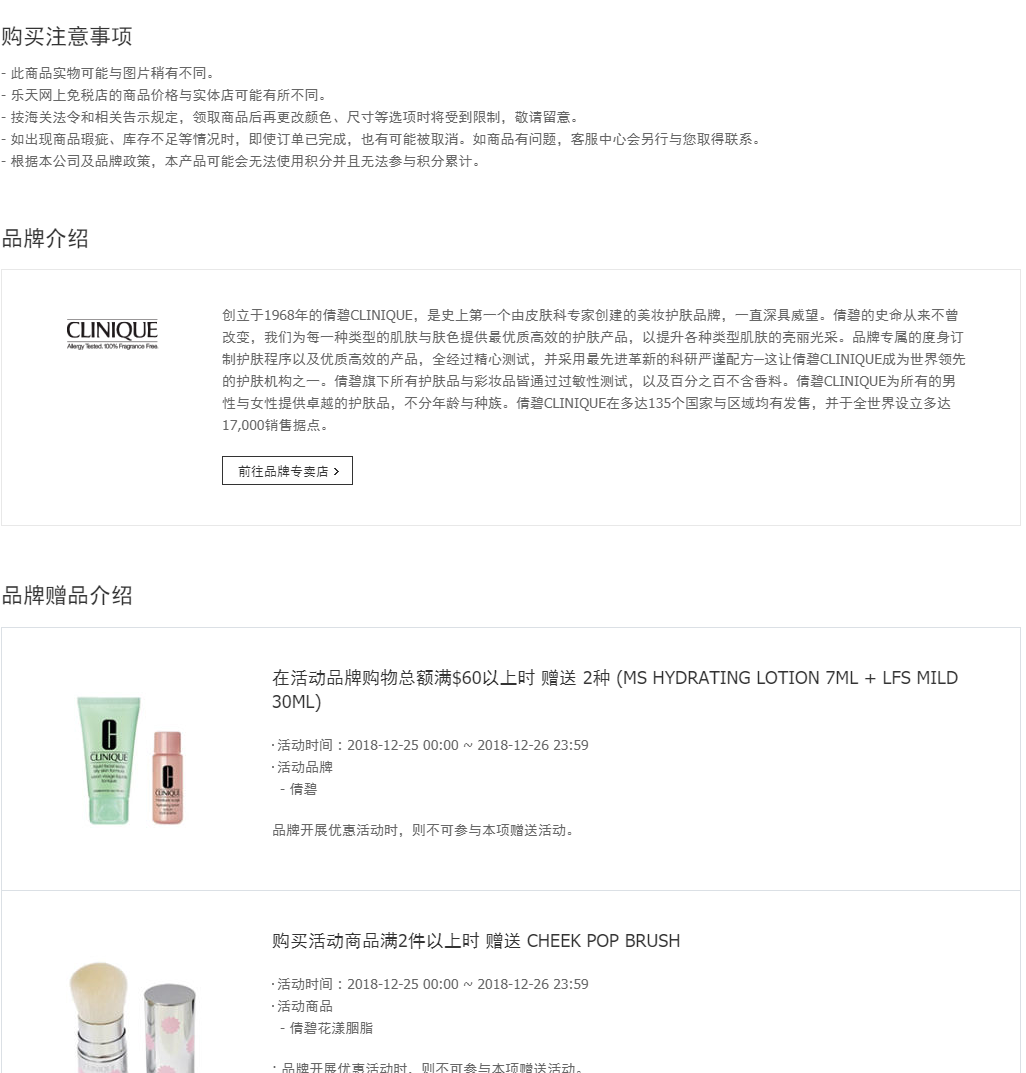 购买注意事项
- 此商品实物可能与图片稍有不同。
- 乐天网上免税店的商品价格与实体店可能有所不同。
- 按海关法令和相关告示规定，领取商品后再更改颜色、尺寸等选项时将受到限制，敬请留意。
- 如出现商品瑕疵、库存不足等情况时，即使订单已完成，也有可能被取消。如商品有问题，客服中心会另行与您取得联系。
- 根据本公司及品牌政策，本产品可能会无法使用积分并且无法参与积分累计。
品牌介绍
CLINIQUE
Allergy Tested. 100% Fragrance Free.
创立于1968年的倩碧CLINIQUE，是史上第一个由皮肤科专家创建的美妆护肤品牌，一直深具威望。倩碧的史命从来不曾
改变，我们为每一种类型的肌肤与肤色提供最优质高效的护肤产品，以提升各种类型肌肤的亮丽光采。品牌专属的度身订
制护肤程序以及优质高效的产品，全经过精心测试，并采用最先进革新的科研严谨配方─这让倩碧CLINIQUE成为世界领先
的护肤机构之一。倩碧旗下所有护肤品与彩妆品皆通过过敏性测试，以及百分之百不含香料。倩碧CLINIQUE为所有的男
性与女性提供卓越的护肤品，不分年龄与种族。倩碧CLINIQUE在多达135个国家与区域均有发售，并于全世界设立多达
17,000销售据点。
前往品牌专卖店 >
品牌赠品介绍
在活动品牌购物总额满$60以上时 赠送 2种 (MS HYDRATING LOTION 7ML + LFS MILD
30ML)
· 活动时间 : 2018-12-25 00:00 ~ 2018-12-26 23:59
· 活动品牌
- 倩碧
品牌开展优惠活动时，则不可参与本项赠送活动。
CLINIQUE
CLINIQUE
购买活动商品满2件以上时 赠送 CHEEK POP BRUSH
· 活动时间 : 2018-12-25 00:00 ~ 2018-12-26 23:59
· 活动商品
- 倩碧花漾胭脂
· 品牌开展优惠活动时，则不可参与本项赠送活动。
CLINIQUE